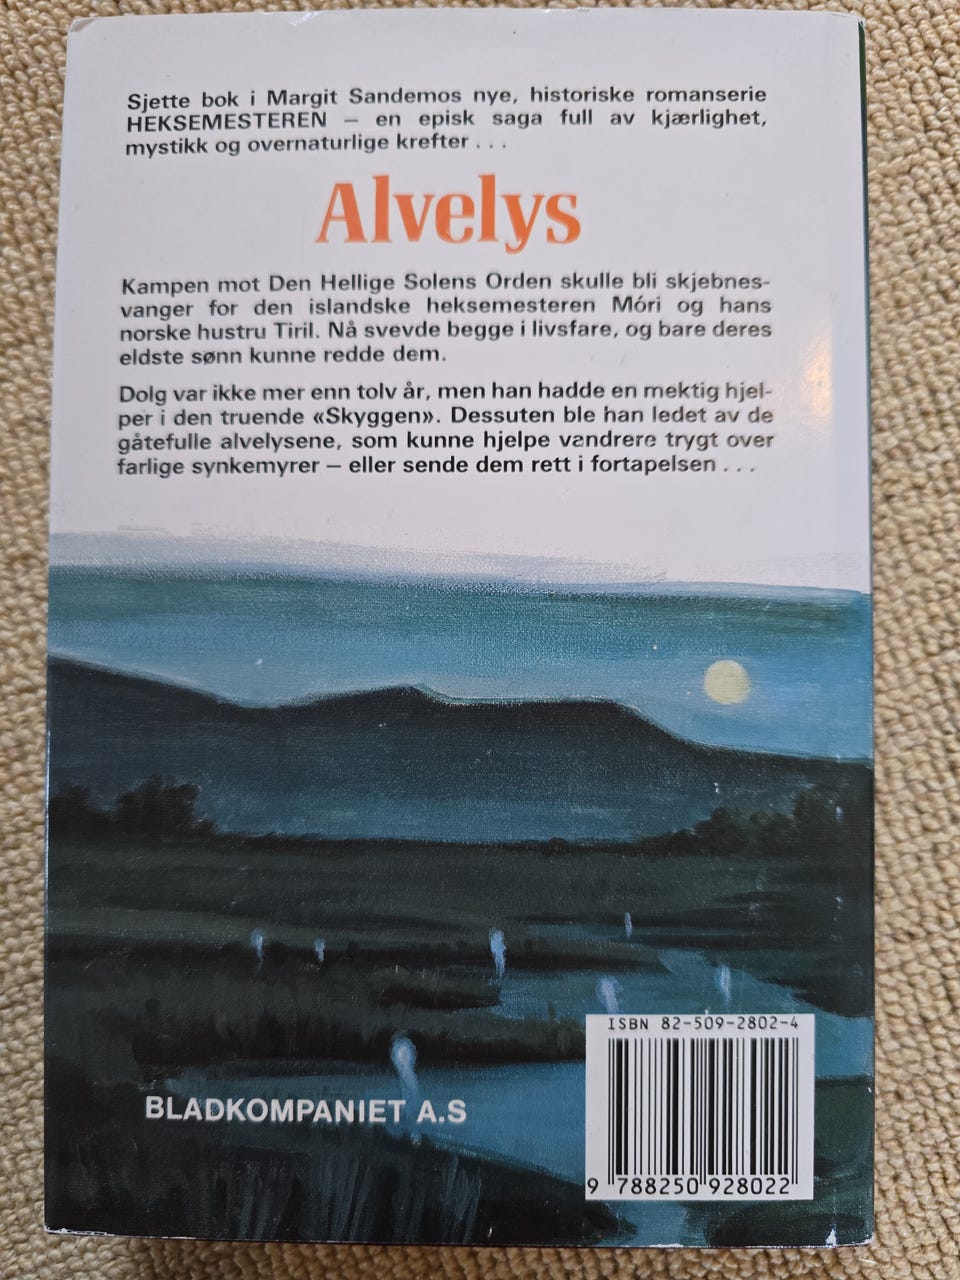 Sjette bok i Margit Sandemos nye, historiske romanserie
HEKSEMESTEREN – en episk saga full av kjærlighet,
mystikk og overnaturlige krefter . . .
Alvelys
Kampen mot Den Hellige Solens Orden skulle bli skjebnes-
vanger for den islandske heksemesteren Móri og hans
norske hustru Tiril. Nå svevde begge i livsfare, og bare deres
eldste sønn kunne redde dem.
Dolg var ikke mer enn tolv år, men han hadde en mektig hjel-
per i den truende «Skyggen». Dessuten ble han ledet av de
gåtefulle alvelysene, som kunne hjelpe vandrere trygt over
farlige synkemyrer – eller sende dem rett i fortapelsen . . .
ISBN 82-509-2802-4
BLADKOMPANIET A.S
9 788250 928022